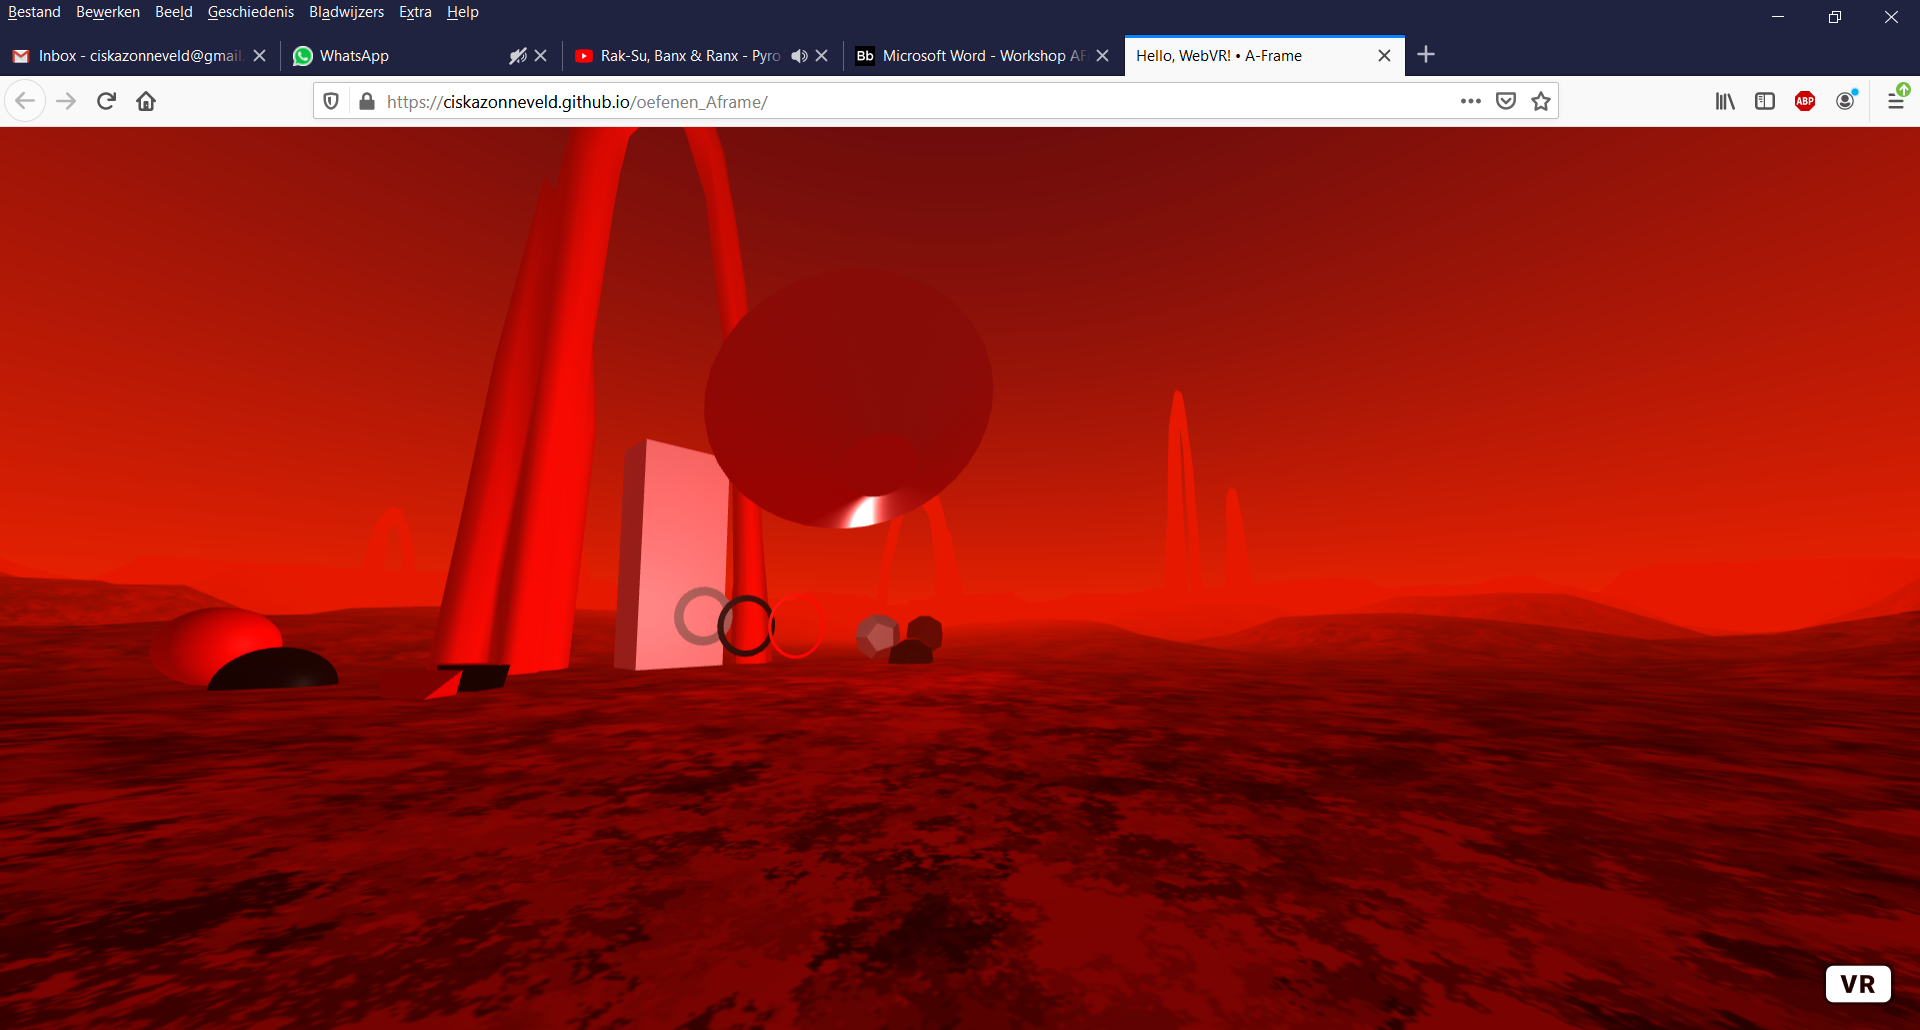 Bestand Bewerken Beeld Geschiedenis Bladwijzers Extra Help
Inbox - ciskazonneveld@gmail. WhatsApp Rak-Su, Banx & Ranx - Pyro Bb Microsoft Word - Workshop AF Hello, WebVR! • A-Frame
https://ciskazonneveld.github.io/oefenen_Aframe/ ABP
VR